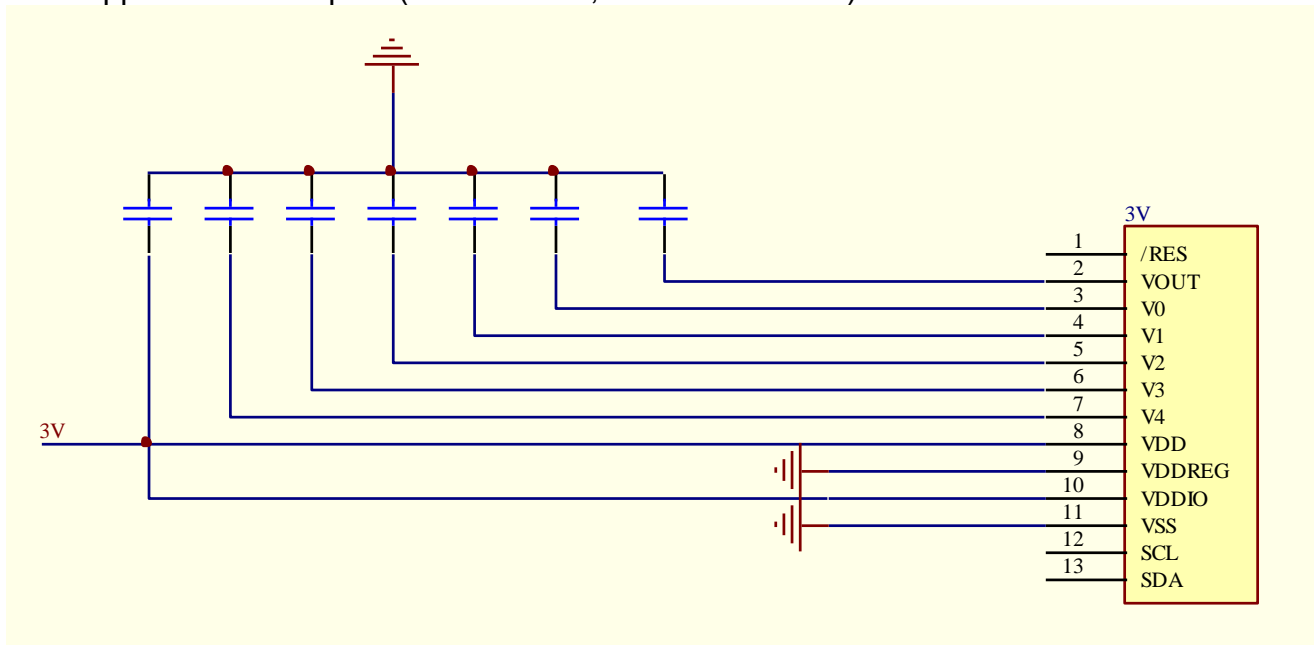 3V
1 /RES
2 VOUT
3 V0
4 V1
5 V2
6 V3
7 V4
3V
8 VDD
9 VDDREG
10 VDDIO
11 VSS
12 SCL
13 SDA